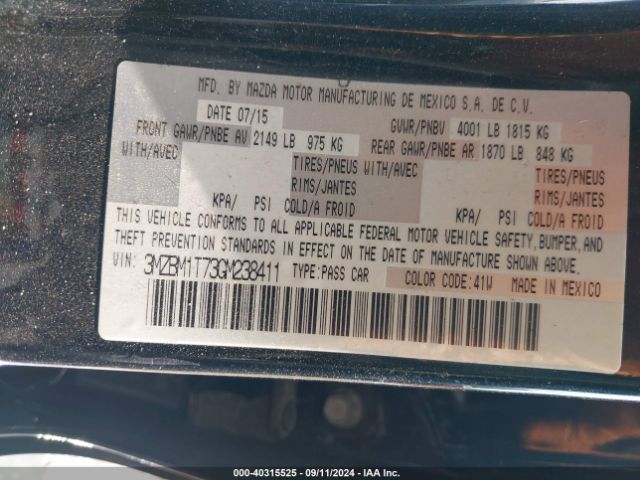 MFD. BY MAZDA MOTOR MANUFACTURING DE MEXICO S.A. DE C.V.
DATE 07/15 GVWR/PNBV 4001 LB 1815 KG
FRONT GAWR/PNBE AV 2149 LB 975 KG REAR GAWR/PNBE AR 1870 LB 848 KG
WITH/AVEC TIRES/PNEUS WITH/AVEC TIRES/PNEUS
RIMS/JANTES RIMS/JANTES
KPA/ PSI COLD/A FROID KPA/ PSI COLD/A FROID
THIS VEHICLE CONFORMS TO ALL APPLICABLE FEDERAL MOTOR VEHICLE SAFETY, BUMPER, AND
THEFT PREVENTION STANDARDS IN EFFECT ON THE DATE OF MANUFACTURE SHOWN ABOVE.
VIN: 3MZBM1T73GM238411 TYPE:PASS CAR COLOR CODE:41W MADE IN MEXICO
000-40315525 - 09/11/2024 - IAA Inc.